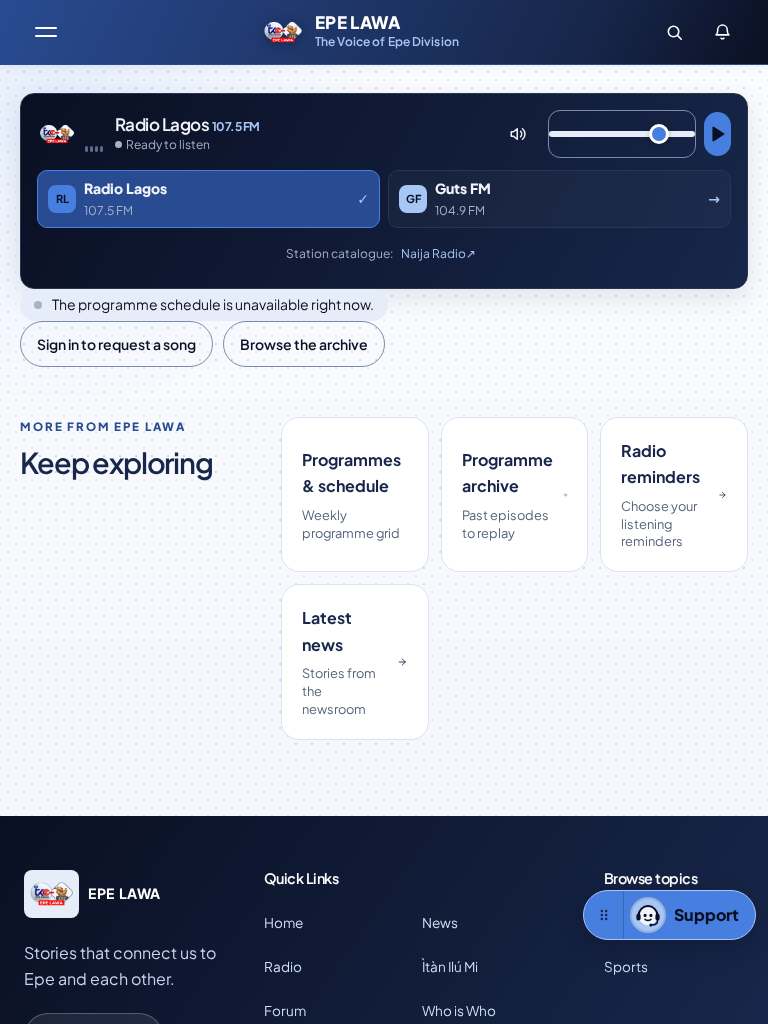 EPE LAWA
The Voice of Epe Division
Radio Lagos 107.5 FM
Ready to listen
RL
Radio Lagos
107.5 FM
✓
GF
Guts FM
104.9 FM
→
Station catalogue: Naija Radio↗
The programme schedule is unavailable right now.
Sign in to request a song
Browse the archive
MORE FROM EPE LAWA
Keep exploring
Programmes
& schedule
Weekly
programme grid
Programme
archive
Past episodes
to replay
Radio
reminders
Choose your
listening
reminders
Latest
news
Stories from
the
newsroom
EPE LAWA
Stories that connect us to
Epe and each other.
Quick Links
Home
News
Radio
Ìtàn Ilú Mi
Forum
Who is Who
Browse topics
Support
Sports